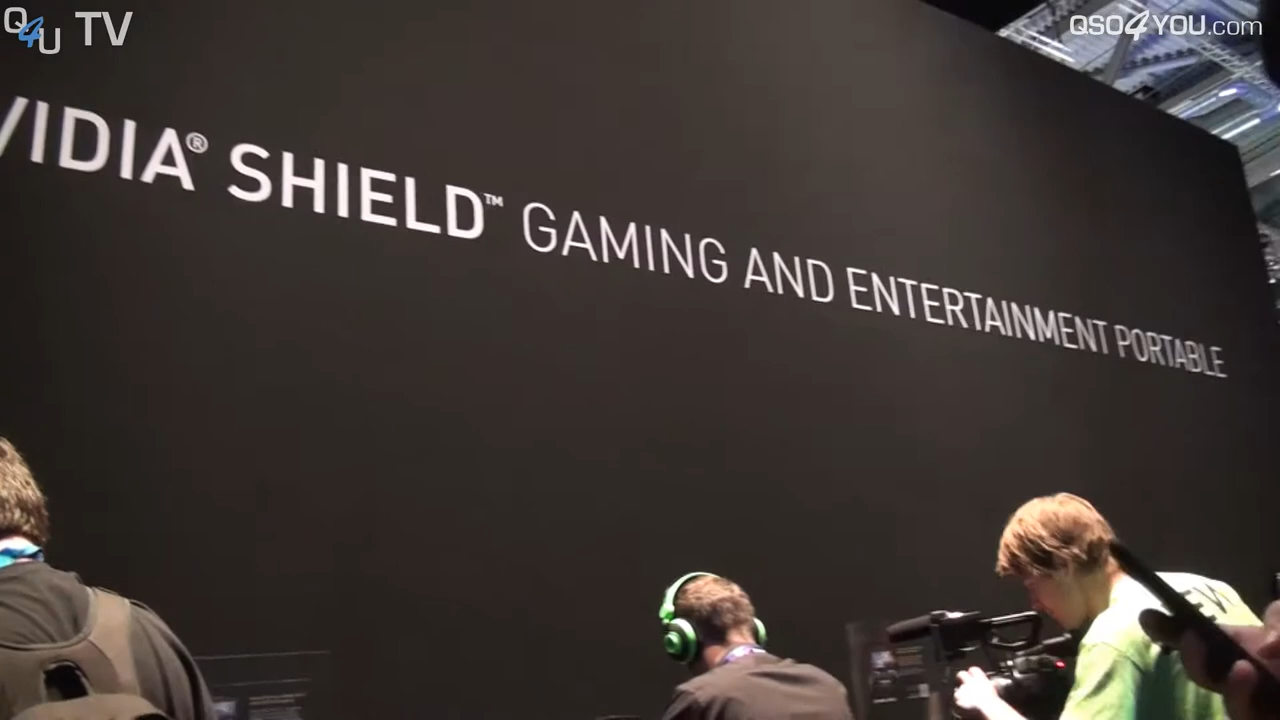 Q4U TV
QSO4YOU.com
VIDIA® SHIELD™ GAMING AND ENTERTAINMENT PORTABLE